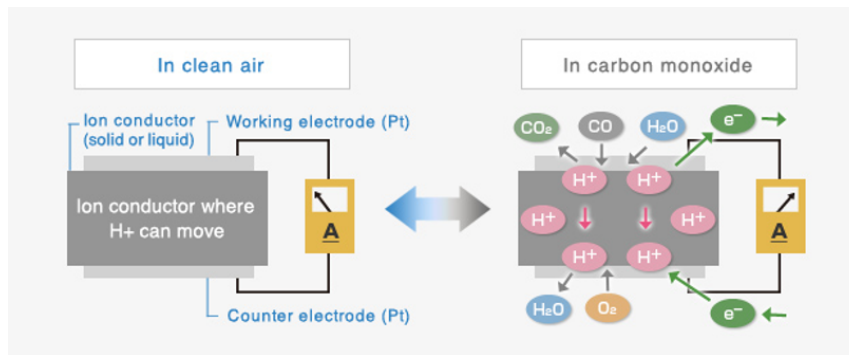 In clean air
In carbon monoxide
Ion conductor
(solid or liquid)
Working electrode (Pt)
Ion conductor where
H+ can move
A
Counter electrode (Pt)
CO₂
CO
H₂O
e⁻
H⁺
H⁺
H⁺
H⁺
A
H⁺
H⁺
H₂O
O₂
e⁻